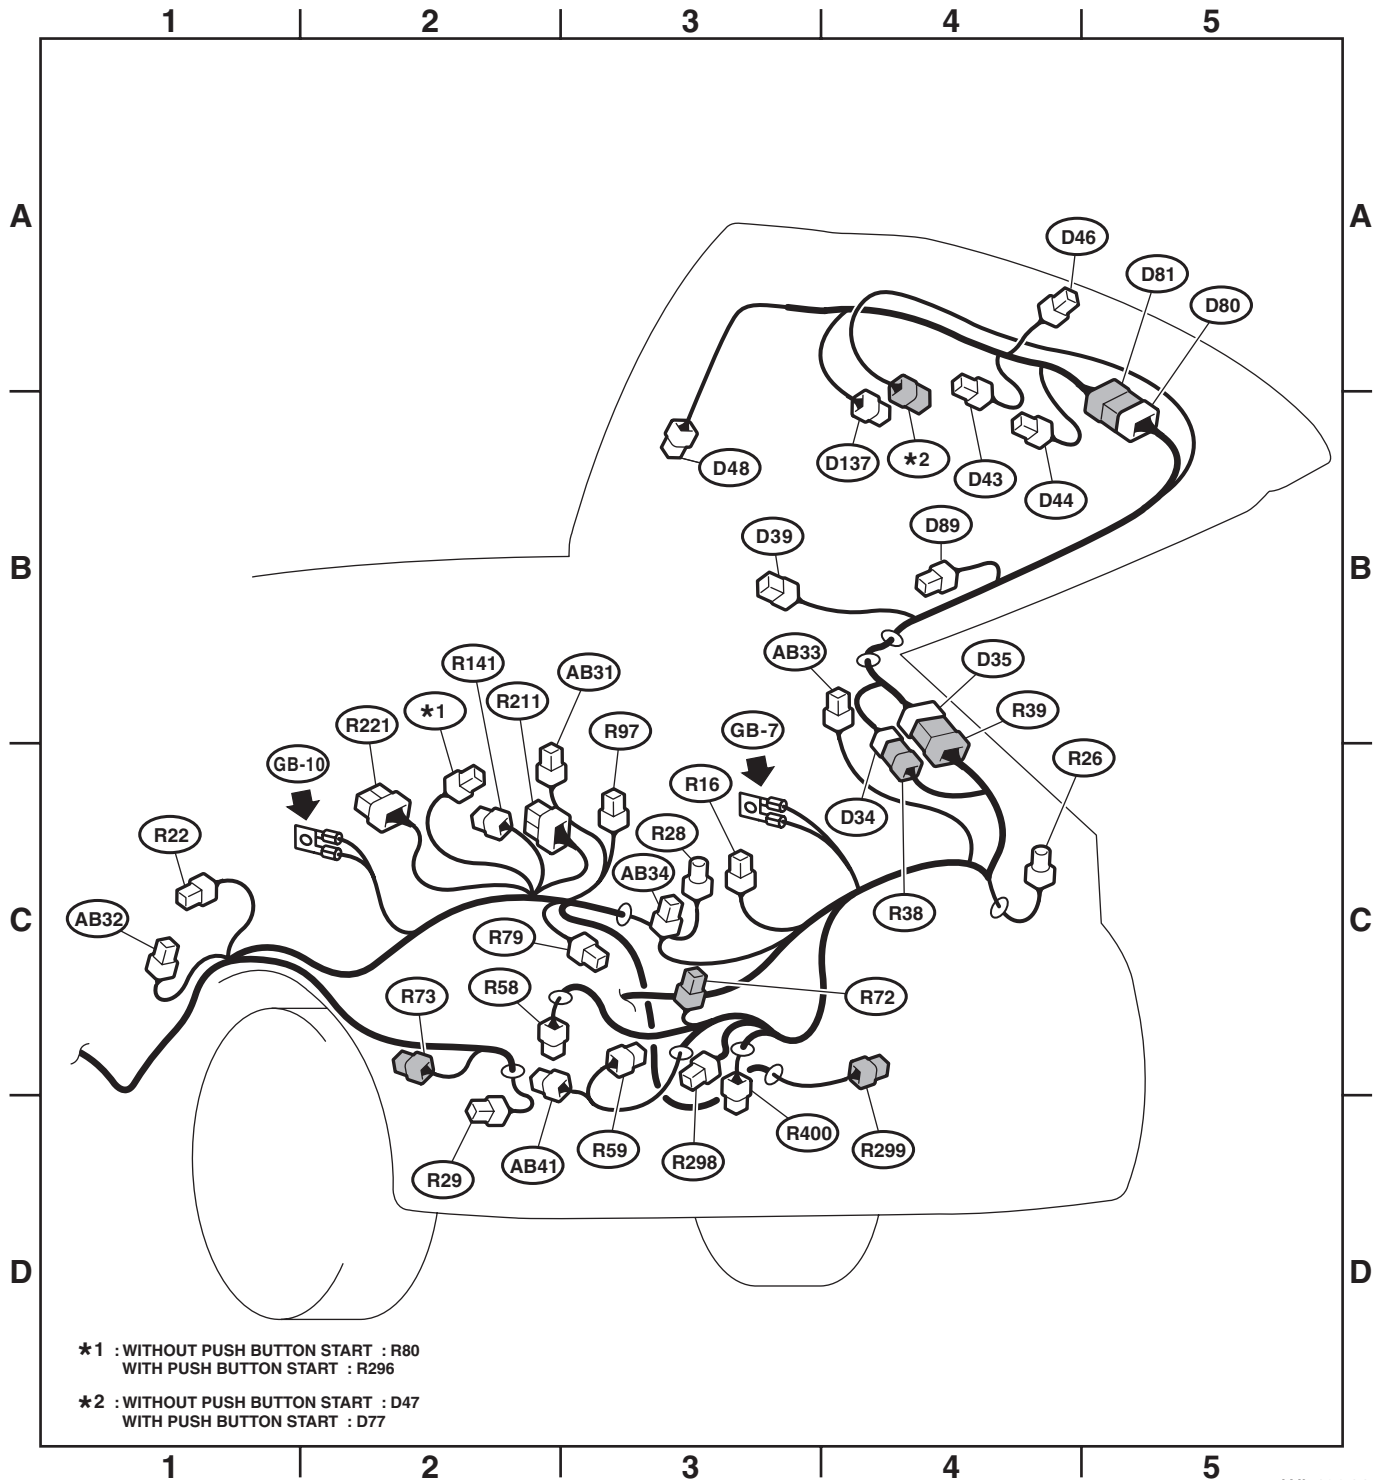 1 2 3 4 5
A A
D46
D81
D80
D48
D137
★2
D43
D44
D39
D89
B B
R141
AB31
AB33
D35
★1
R211
R39
R221
R97
GB-7
GB-10
R16
R26
R22
R28
D34
AB34
AB32
R38
C C
R79
R73
R58
R72
R29
AB41
R59
R298
R400
R299
D D
★1 : WITHOUT PUSH BUTTON START : R80
WITH PUSH BUTTON START : R296
★2 : WITHOUT PUSH BUTTON START : D47
WITH PUSH BUTTON START : D77
1 2 3 4 5